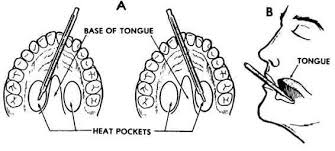 A
B
BASE OF TONGUE
TONGUE
HEAT POCKETS